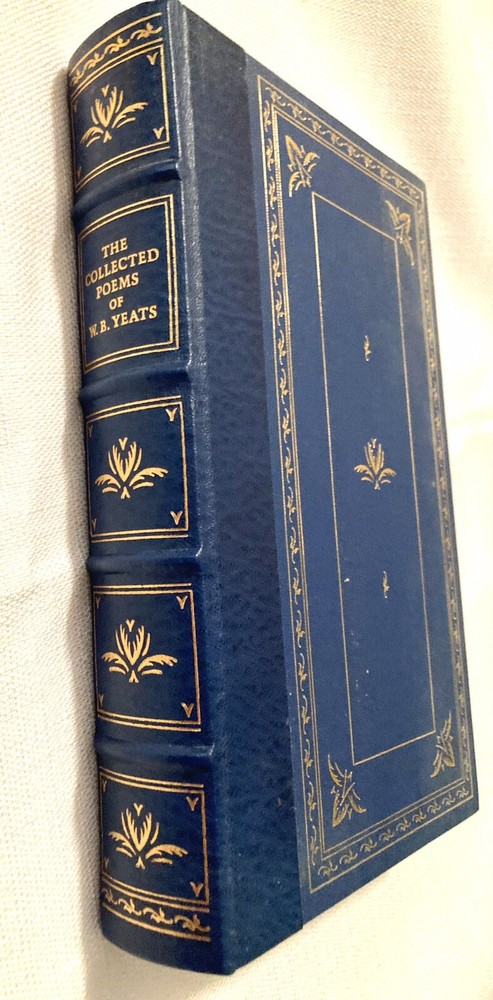 THE
COLLECTED
POEMS
OF
W. B. YEATS